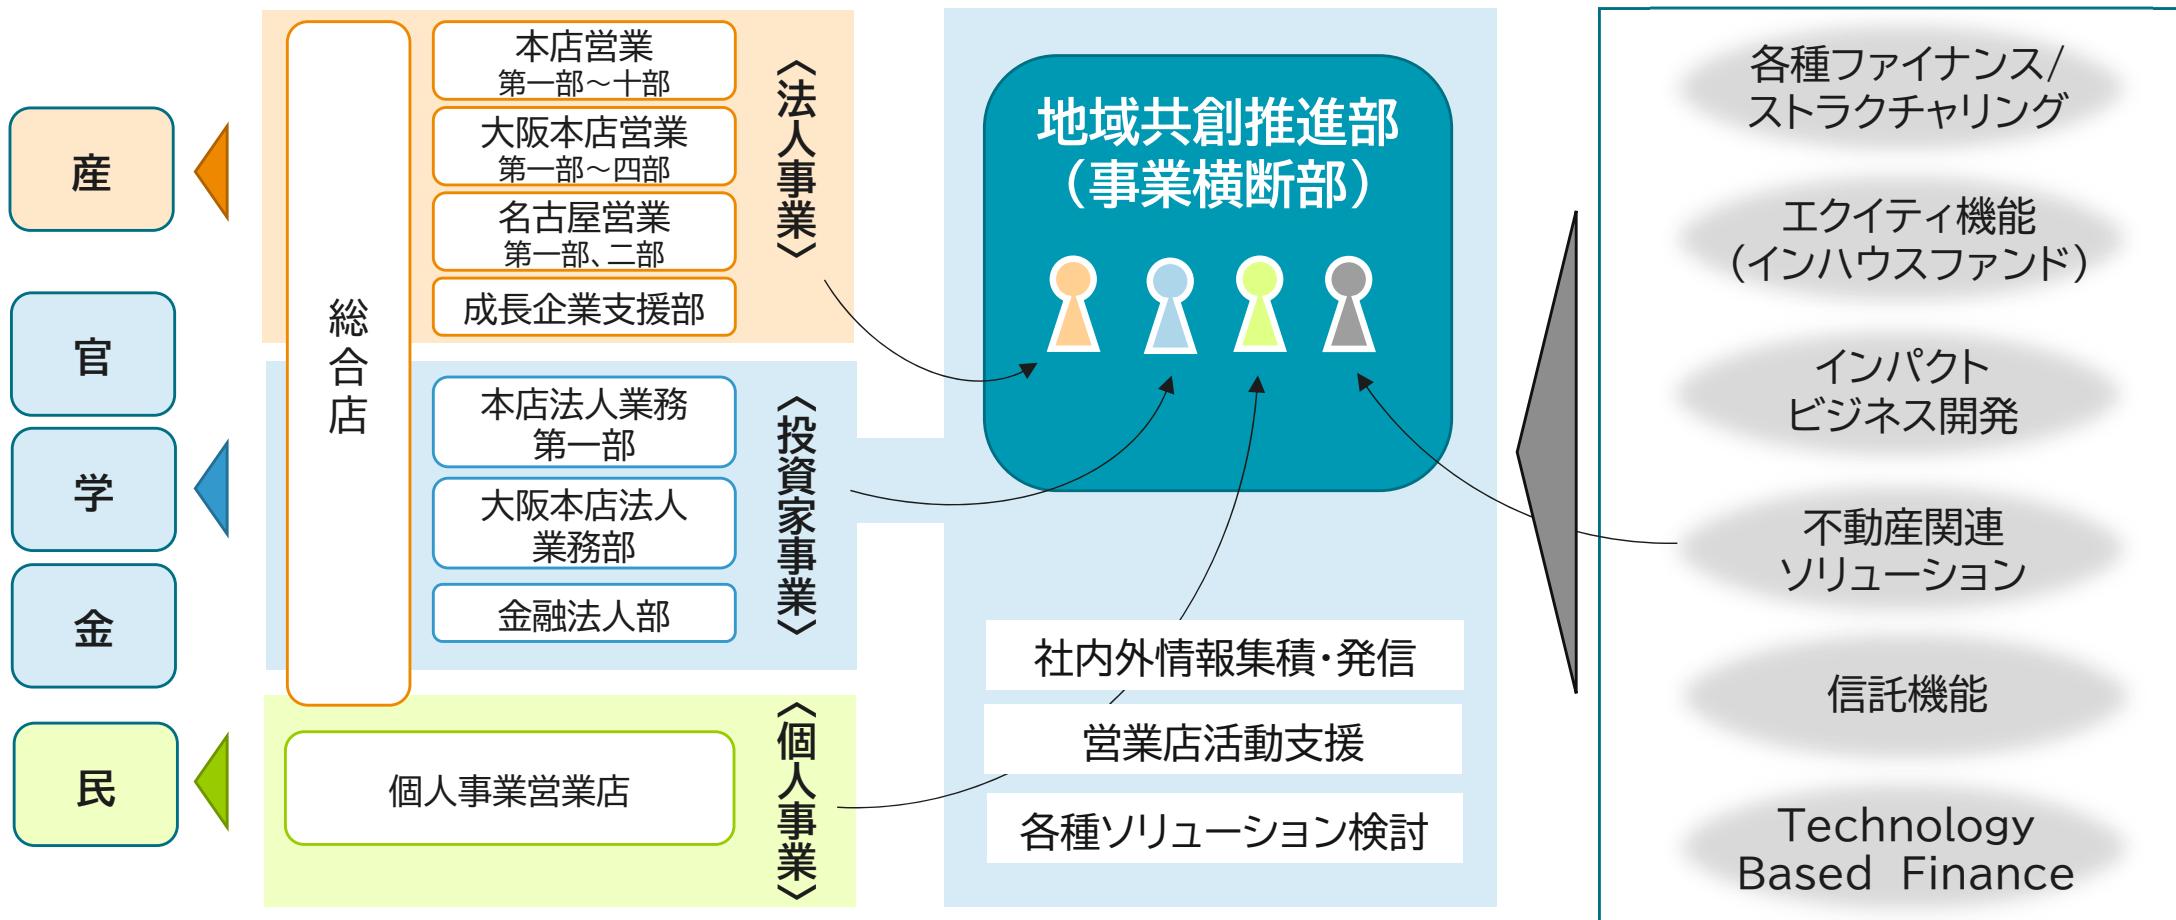 産
官
学
金
民
総合店
本店営業
第一部～十部
大阪本店営業
第一部～四部
名古屋営業
第一部、二部
成長企業支援部
〈法人事業〉
本店法人業務
第一部
大阪本店法人
業務部
金融法人部
〈投資家事業〉
個人事業営業店
〈個人事業〉
地域共創推進部
（事業横断部）
社内外情報集積・発信
営業店活動支援
各種ソリューション検討
各種ファイナンス/
ストラクチャリング
エクイティ機能
（インハウスファンド）
インパクト
ビジネス開発
不動産関連
ソリューション
信託機能
Technology
Based Finance